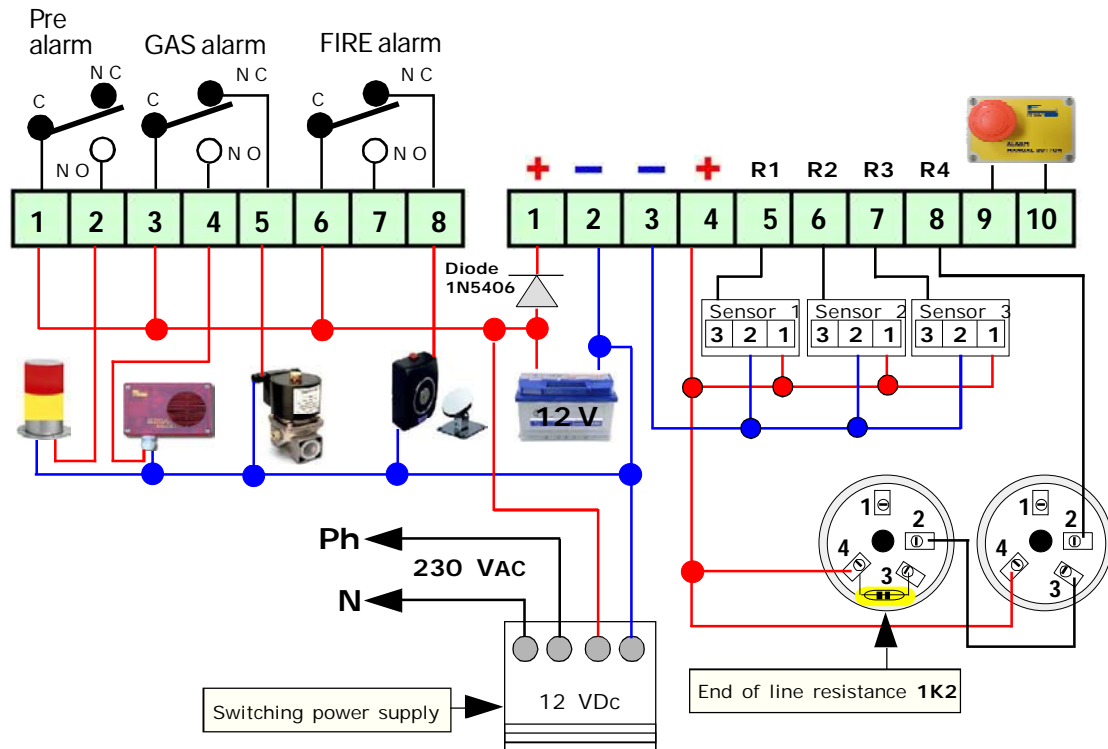 Pre
alarm
GAS alarm
FIRE alarm
C
N C
N O
C
N C
N O
C
N C
N O
1 2 3 4 5 6 7 8
+ − − + R1 R2 R3 R4
1 2 3 4 5 6 7 8 9 10
ALARM
MANUAL BUTTON
Diode
1N5406
Sensor 1
3 2 1
Sensor 2
3 2 1
Sensor 3
3 2 1
12 V
Ph
230 VAC
N
1
2
4
3
1
2
4
3
Switching power supply
12 VDc
End of line resistance 1K2